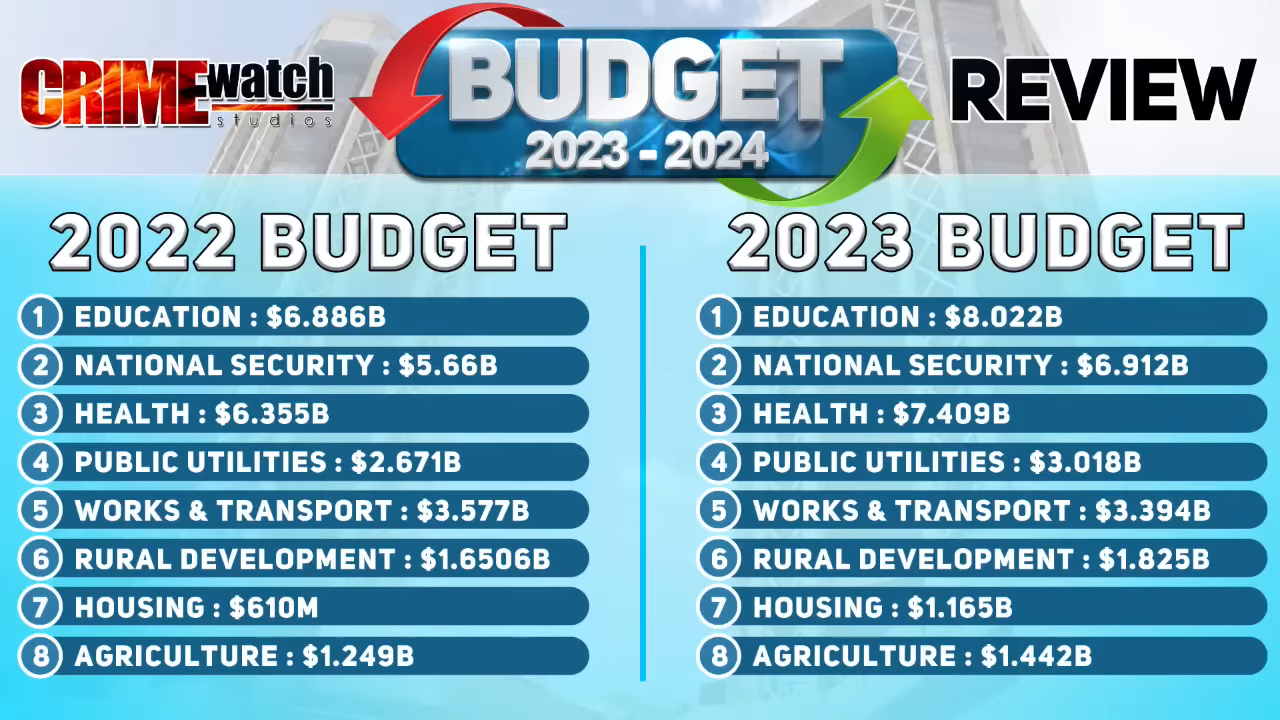 CRIMEwatch
studios
BUDGET
2023 - 2024
REVIEW
2022 BUDGET
1 EDUCATION : $6.886B
2 NATIONAL SECURITY : $5.66B
3 HEALTH : $6.355B
4 PUBLIC UTILITIES : $2.671B
5 WORKS & TRANSPORT : $3.577B
6 RURAL DEVELOPMENT : $1.6506B
7 HOUSING : $610M
8 AGRICULTURE : $1.249B
2023 BUDGET
1 EDUCATION : $8.022B
2 NATIONAL SECURITY : $6.912B
3 HEALTH : $7.409B
4 PUBLIC UTILITIES : $3.018B
5 WORKS & TRANSPORT : $3.394B
6 RURAL DEVELOPMENT : $1.825B
7 HOUSING : $1.165B
8 AGRICULTURE : $1.442B